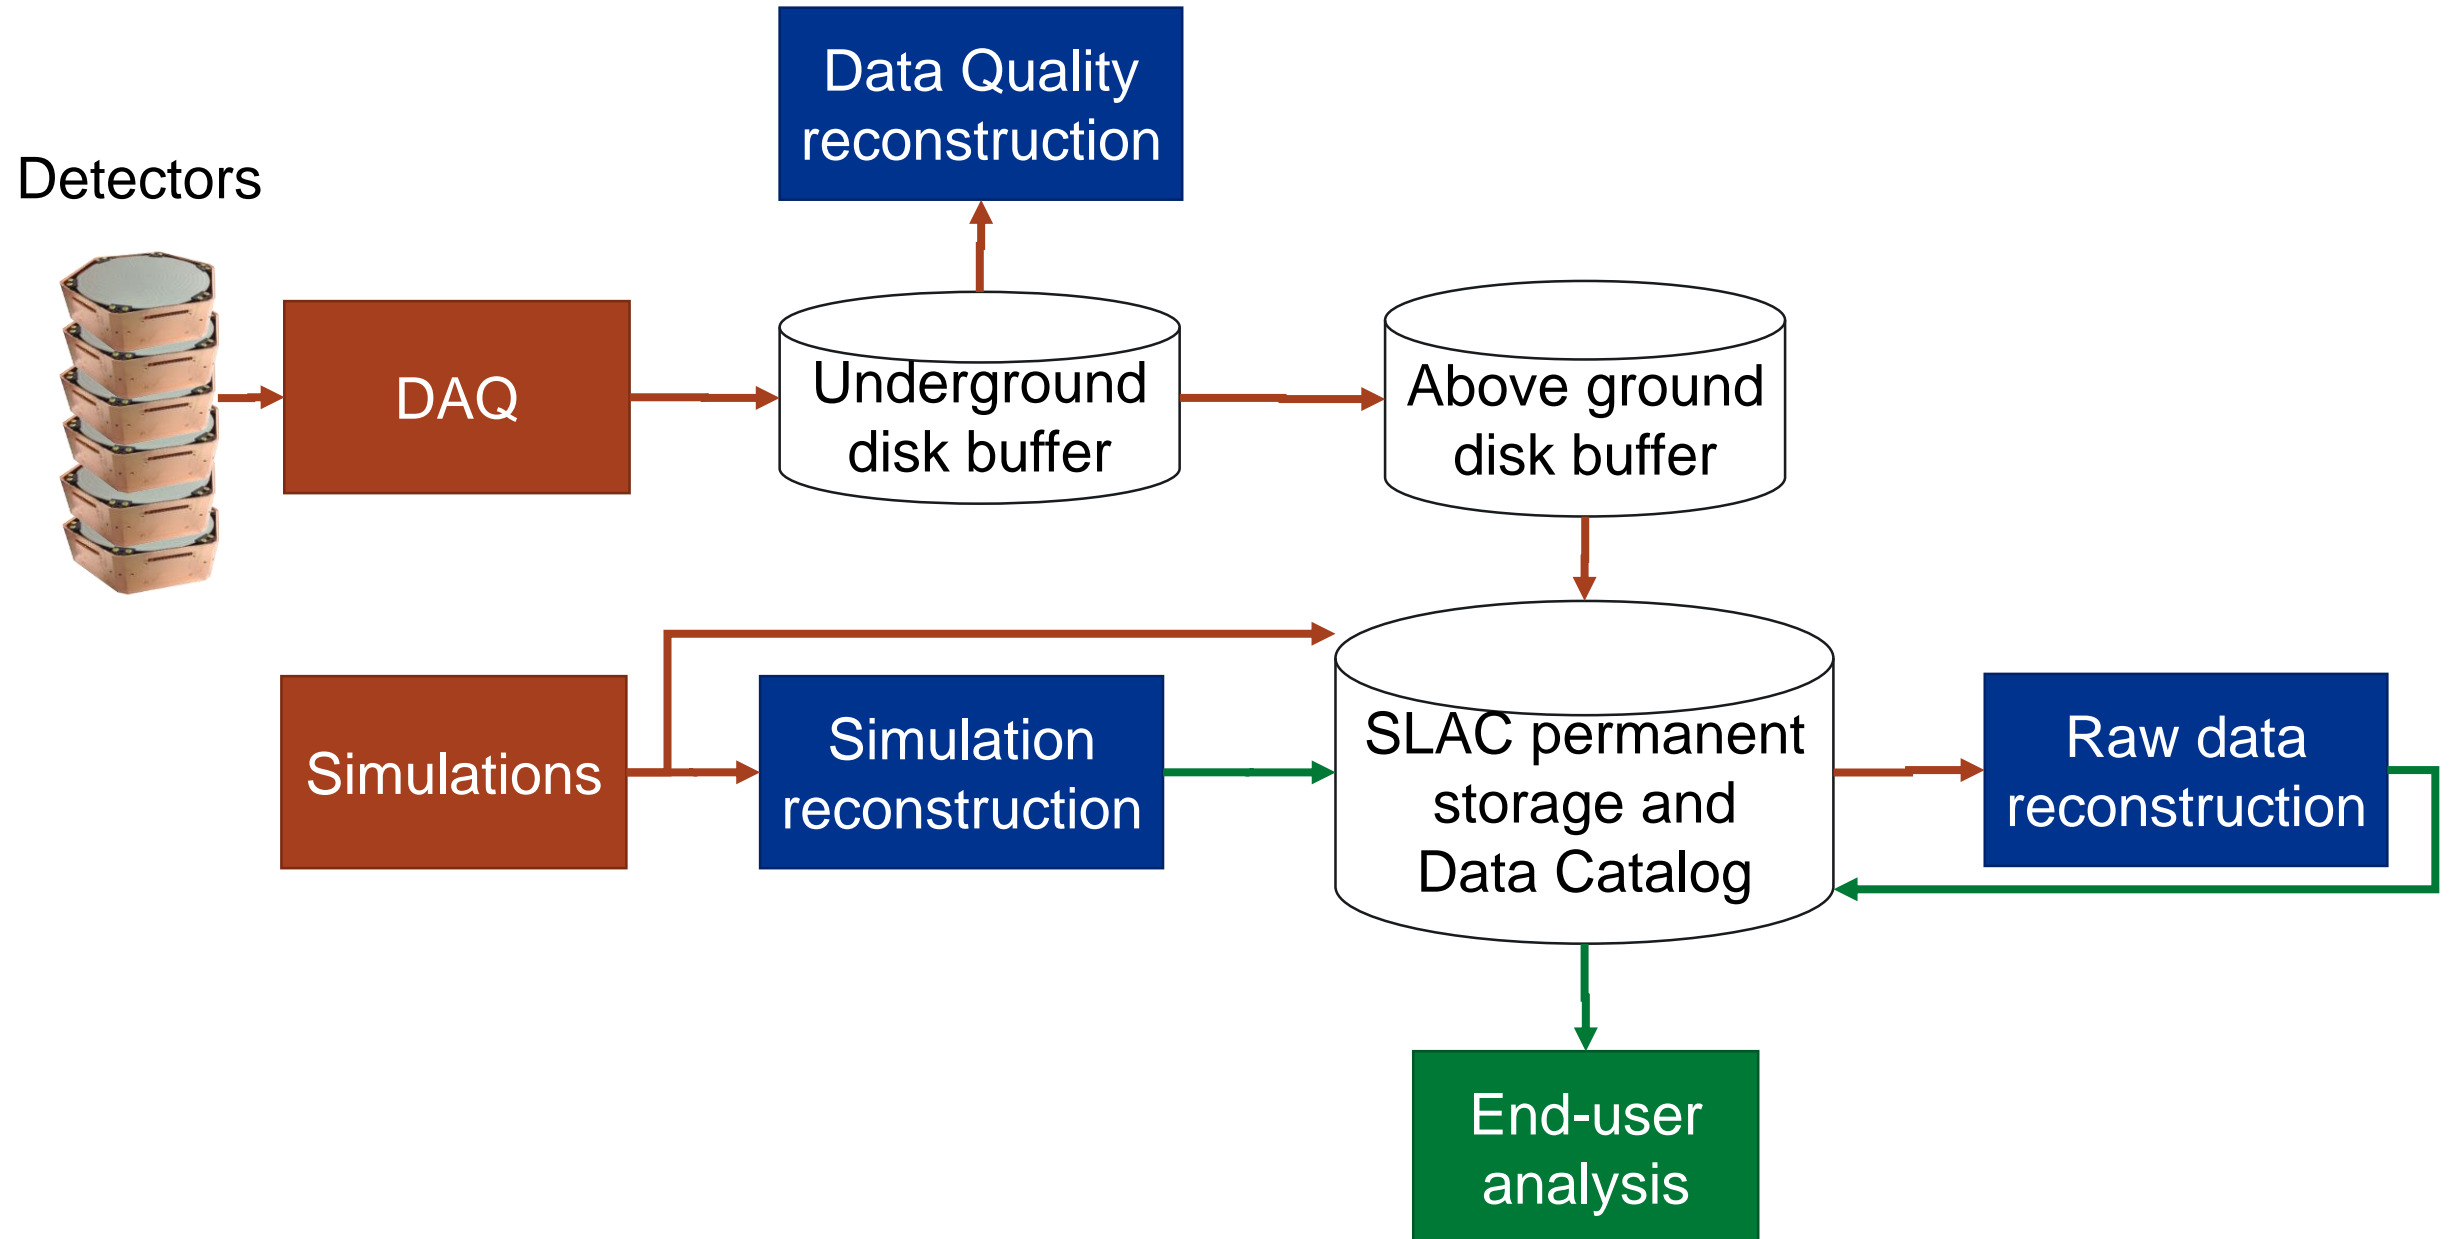 Data Quality
reconstruction
Detectors
DAQ
Underground
disk buffer
Above ground
disk buffer
Simulations
Simulation
reconstruction
SLAC permanent
storage and
Data Catalog
Raw data
reconstruction
End-user
analysis